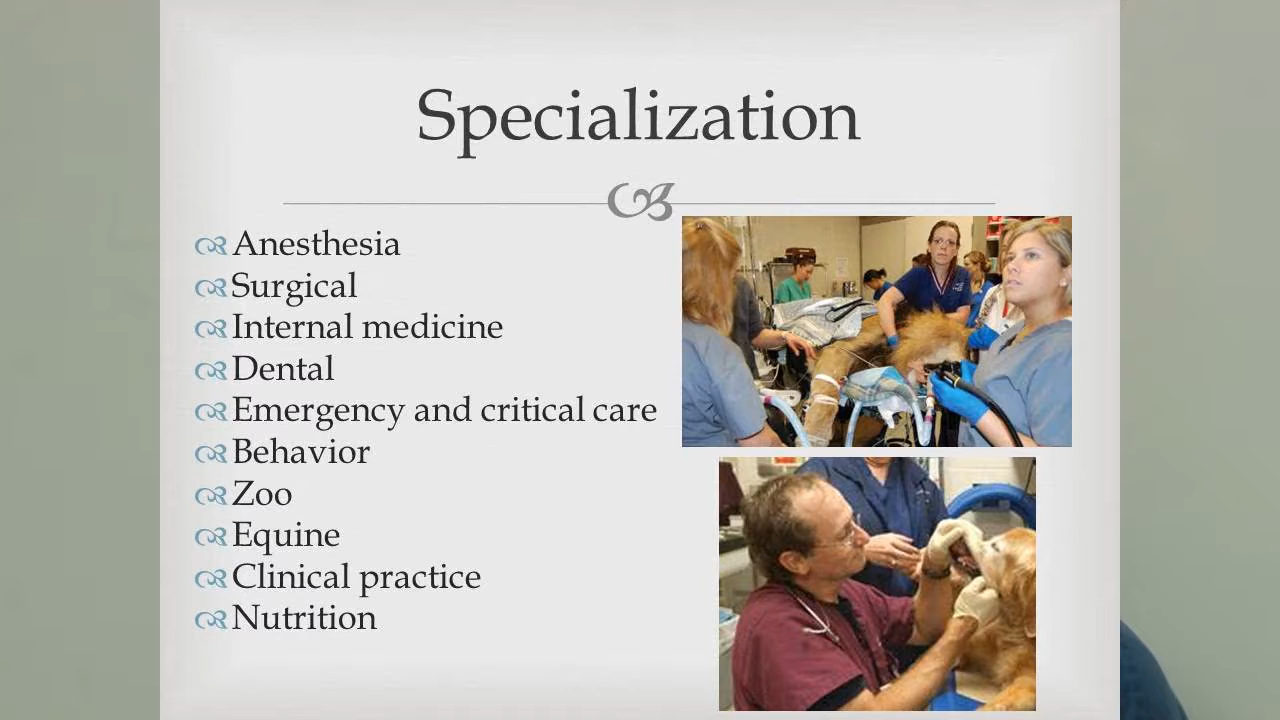 Specialization
Anesthesia
Surgical
Internal medicine
Dental
Emergency and critical care
Behavior
Zoo
Equine
Clinical practice
Nutrition